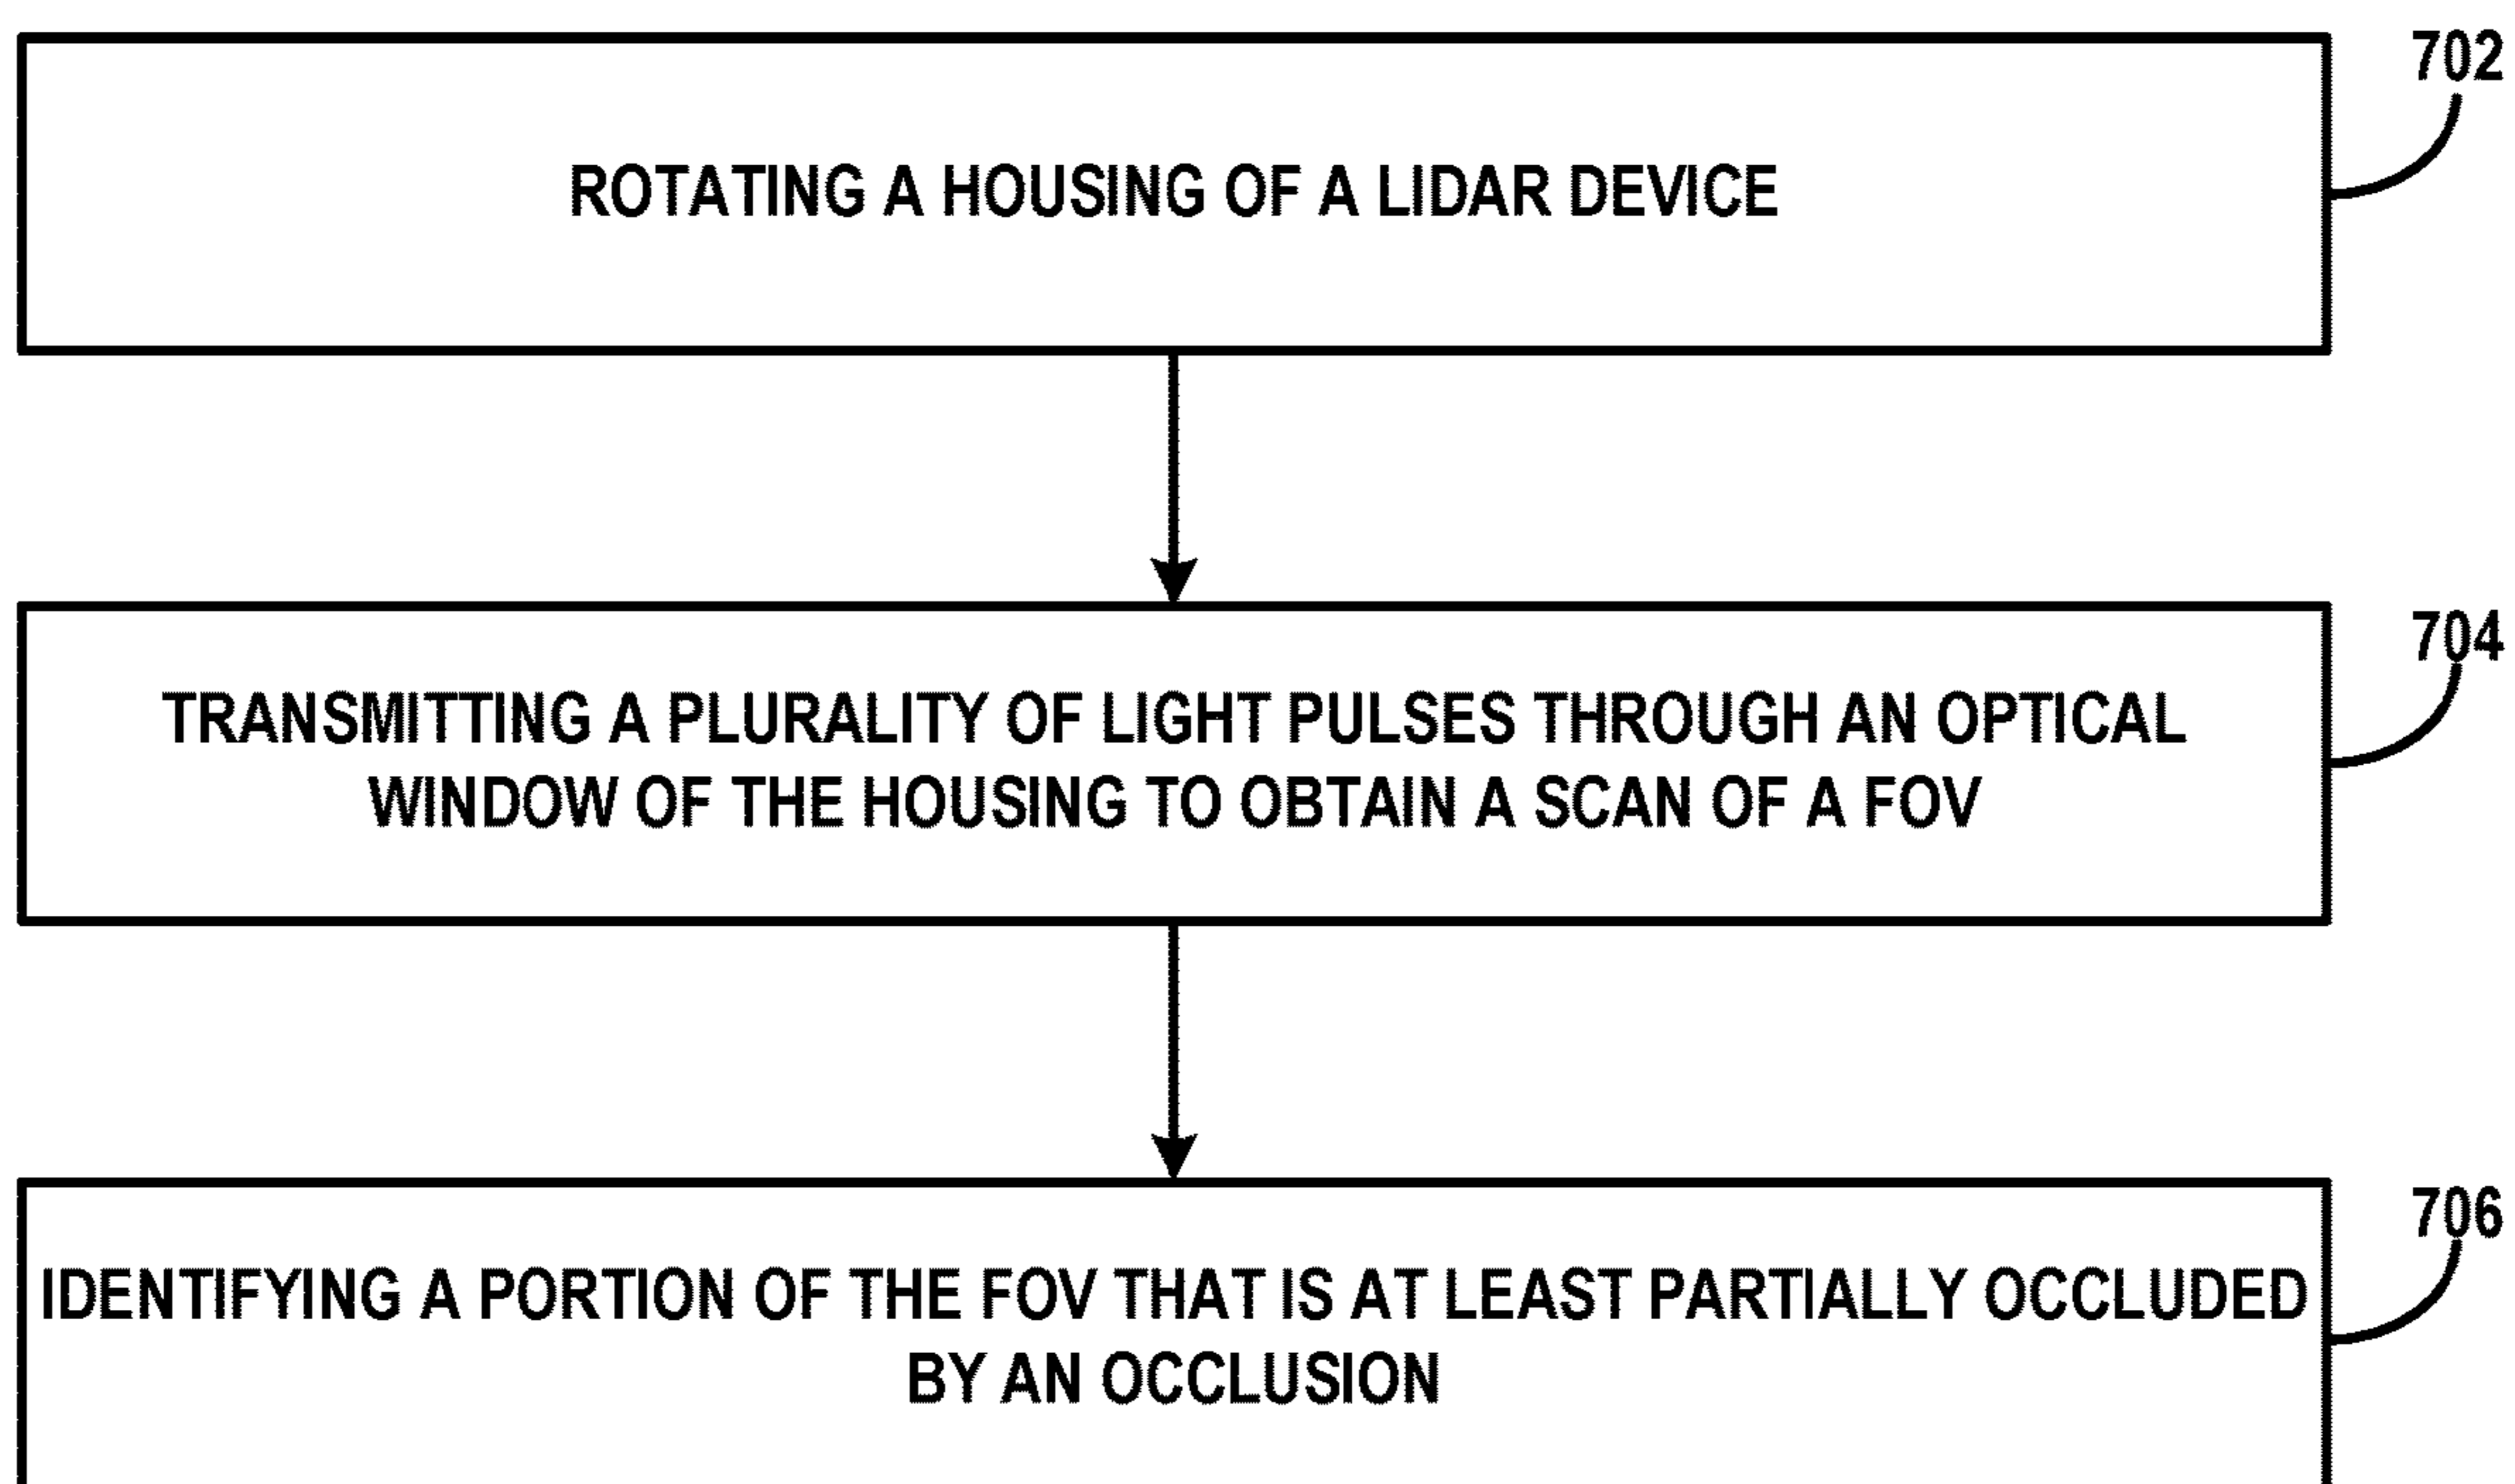 702
ROTATING A HOUSING OF A LIDAR DEVICE
704
TRANSMITTING A PLURALITY OF LIGHT PULSES THROUGH AN OPTICAL
WINDOW OF THE HOUSING TO OBTAIN A SCAN OF A FOV
706
IDENTIFYING A PORTION OF THE FOV THAT IS AT LEAST PARTIALLY OCCLUDED
BY AN OCCLUSION